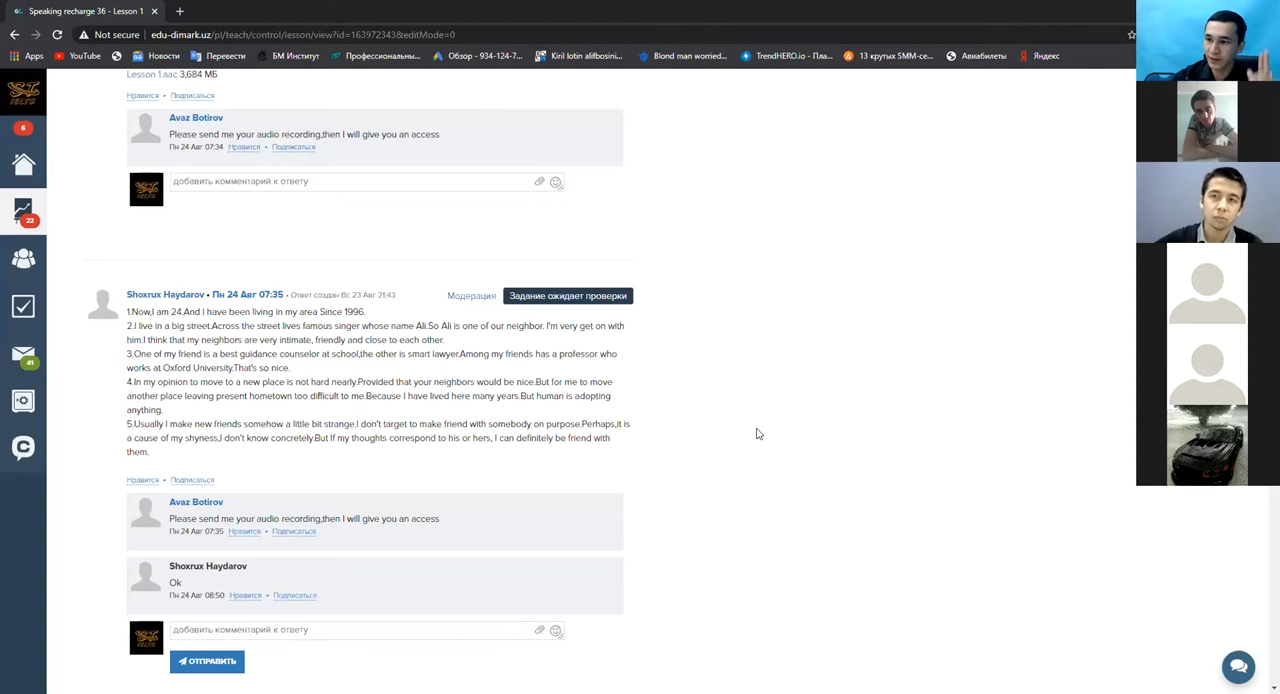 Speaking recharge 36 - Lesson 1
Not secure
edu-dimark.uz/pl/teach/control/lesson/view?id=163972343&editMode=0
Apps
YouTube
Новости
Перевести
БМ Институт
Профессиональны...
Обзор - 934-124-7...
Kiril lotin alifbosini...
Blond man worried...
TrendHERO.io - Пла...
13 крутых SMM-се...
Авиабилеты
Яндекс
IELTS
6
22
41
Lesson 1.aac 3,684 МБ
Нравится • Подписаться
Avaz Botirov
Please send me your audio recording,then I will give you an access
Пн 24 Авг 07:34 Нравится • Подписаться
добавить комментарий к ответу
Shoxrux Haydarov • Пн 24 Авг 07:35 • Ответ создан Вс 23 Авг 21:43
Модерация
Задание ожидает проверки
1.Now,I am 24.And I have been living in my area Since 1996.
2.I live in a big street.Across the street lives famous singer whose name Ali.So Ali is one of our neighbor. I'm very get on with
him.I think that my neighbors are very intimate, friendly and close to each other.
3.One of my friend is a best guidance counselor at school,the other is smart lawyer.Among my friends has a professor who
works at Oxford University.That's so nice.
4.In my opinion to move to a new place is not hard nearly.Provided that your neighbors would be nice.But for me to move
another place leaving present hometown too difficult to me.Because I have lived here many years.But human is adopting
anything.
5.Usually I make new friends somehow a little bit strange.I don't target to make friend with somebody on purpose.Perhaps,it is
a cause of my shyness,I don't know concretely.But If my thoughts correspond to his or hers, I can definitely be friend with
them.
Нравится • Подписаться
Avaz Botirov
Please send me your audio recording,then I will give you an access
Пн 24 Авг 07:35 Нравится • Подписаться
Shoxrux Haydarov
Ok
Пн 24 Авг 08:50 Нравится • Подписаться
добавить комментарий к ответу
ОТПРАВИТЬ